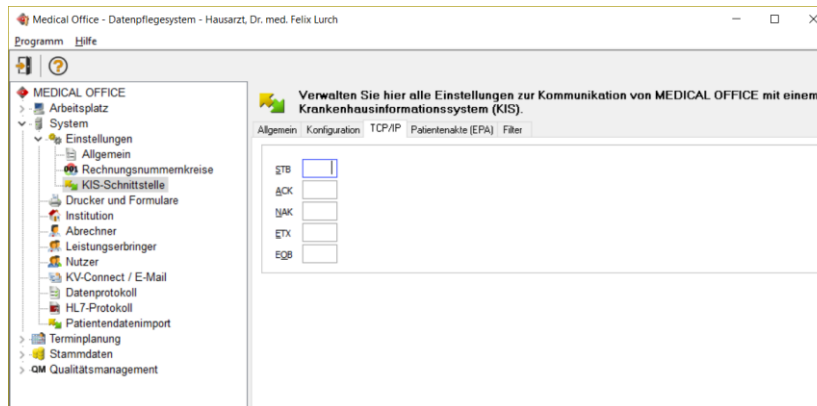 Medical Office - Datenpflegesystem - Hausarzt, Dr. med. Felix Lurch
Programm Hilfe
MEDICAL OFFICE
Arbeitsplatz
System
Einstellungen
Allgemein
001 Rechnungsnummernkreise
KIS-Schnittstelle
Drucker und Formulare
Institution
Abrechner
Leistungserbringer
Nutzer
KV-Connect / E-Mail
Datenprotokoll
HL7-Protokoll
Patientendatenimport
Terminplanung
Stammdaten
QM Qualitätsmanagement
Verwalten Sie hier alle Einstellungen zur Kommunikation von MEDICAL OFFICE mit einem
Krankenhausinformationssystem (KIS).
Allgemein Konfiguration TCP/IP Patientenakte (EPA) Filter
STB
ACK
NAK
ETX
EOB